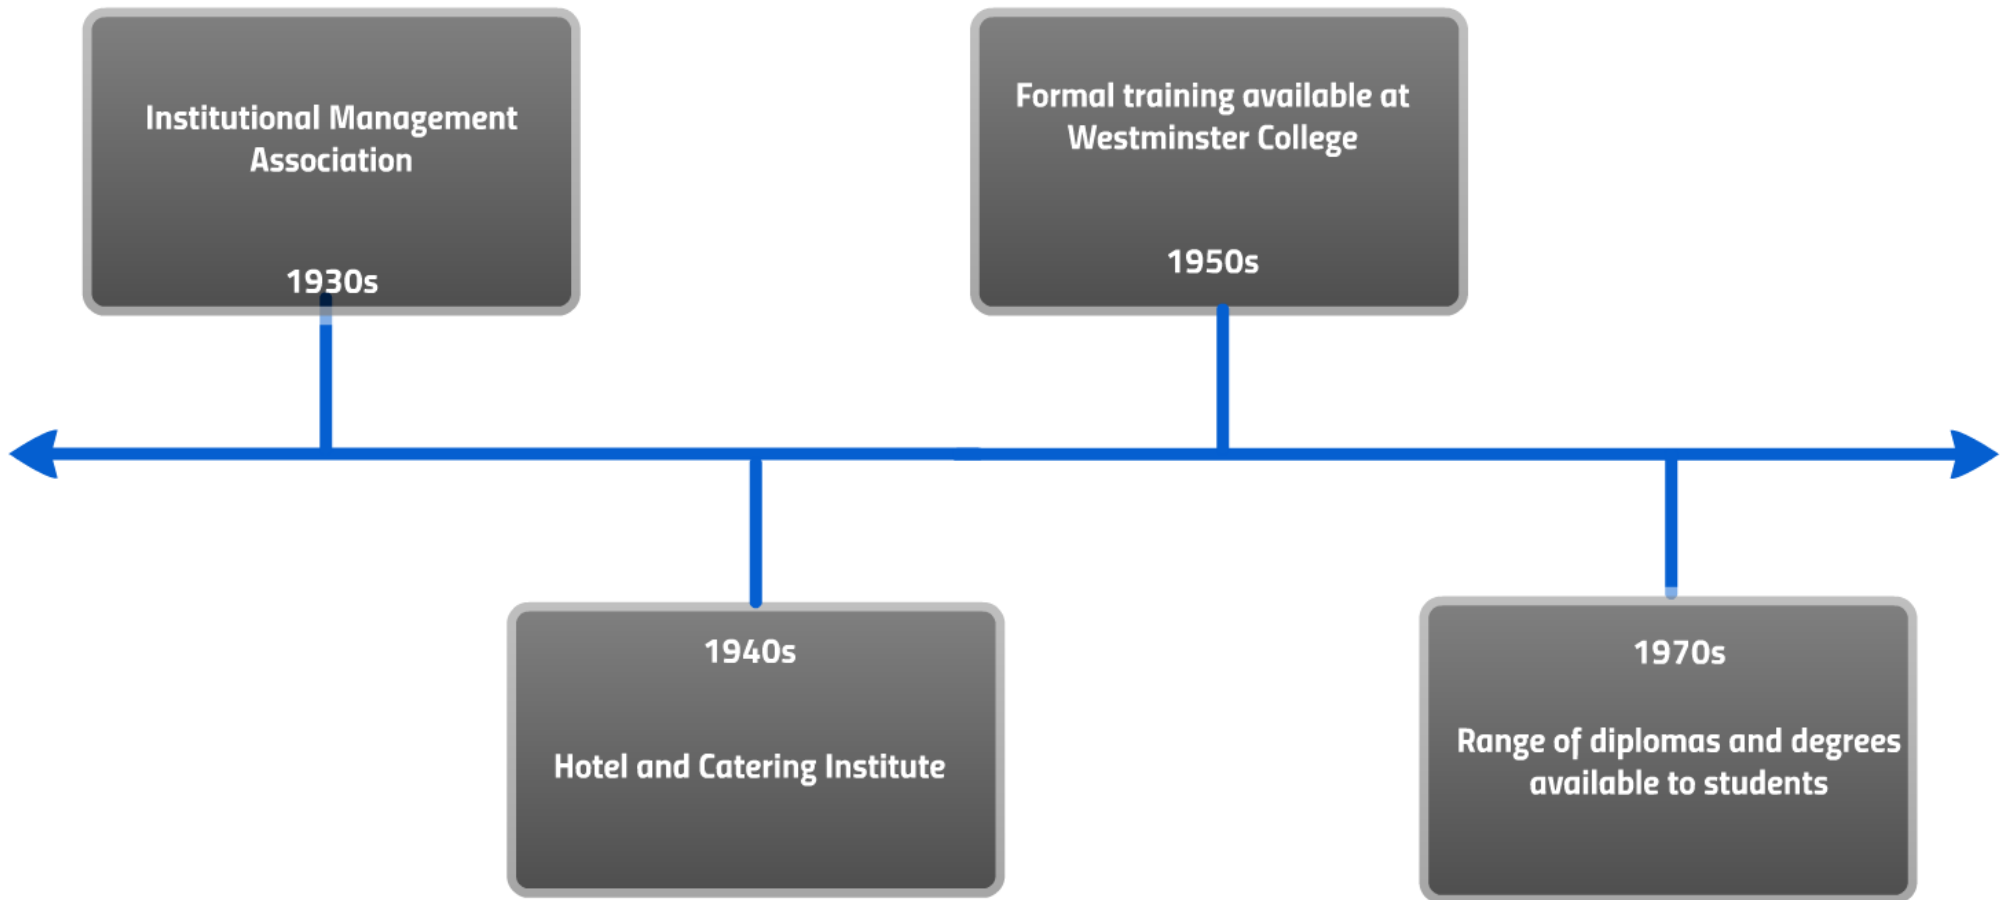 Institutional Management
Association
1930s
1940s
Hotel and Catering Institute
Formal training available at
Westminster College
1950s
1970s
Range of diplomas and degrees
available to students